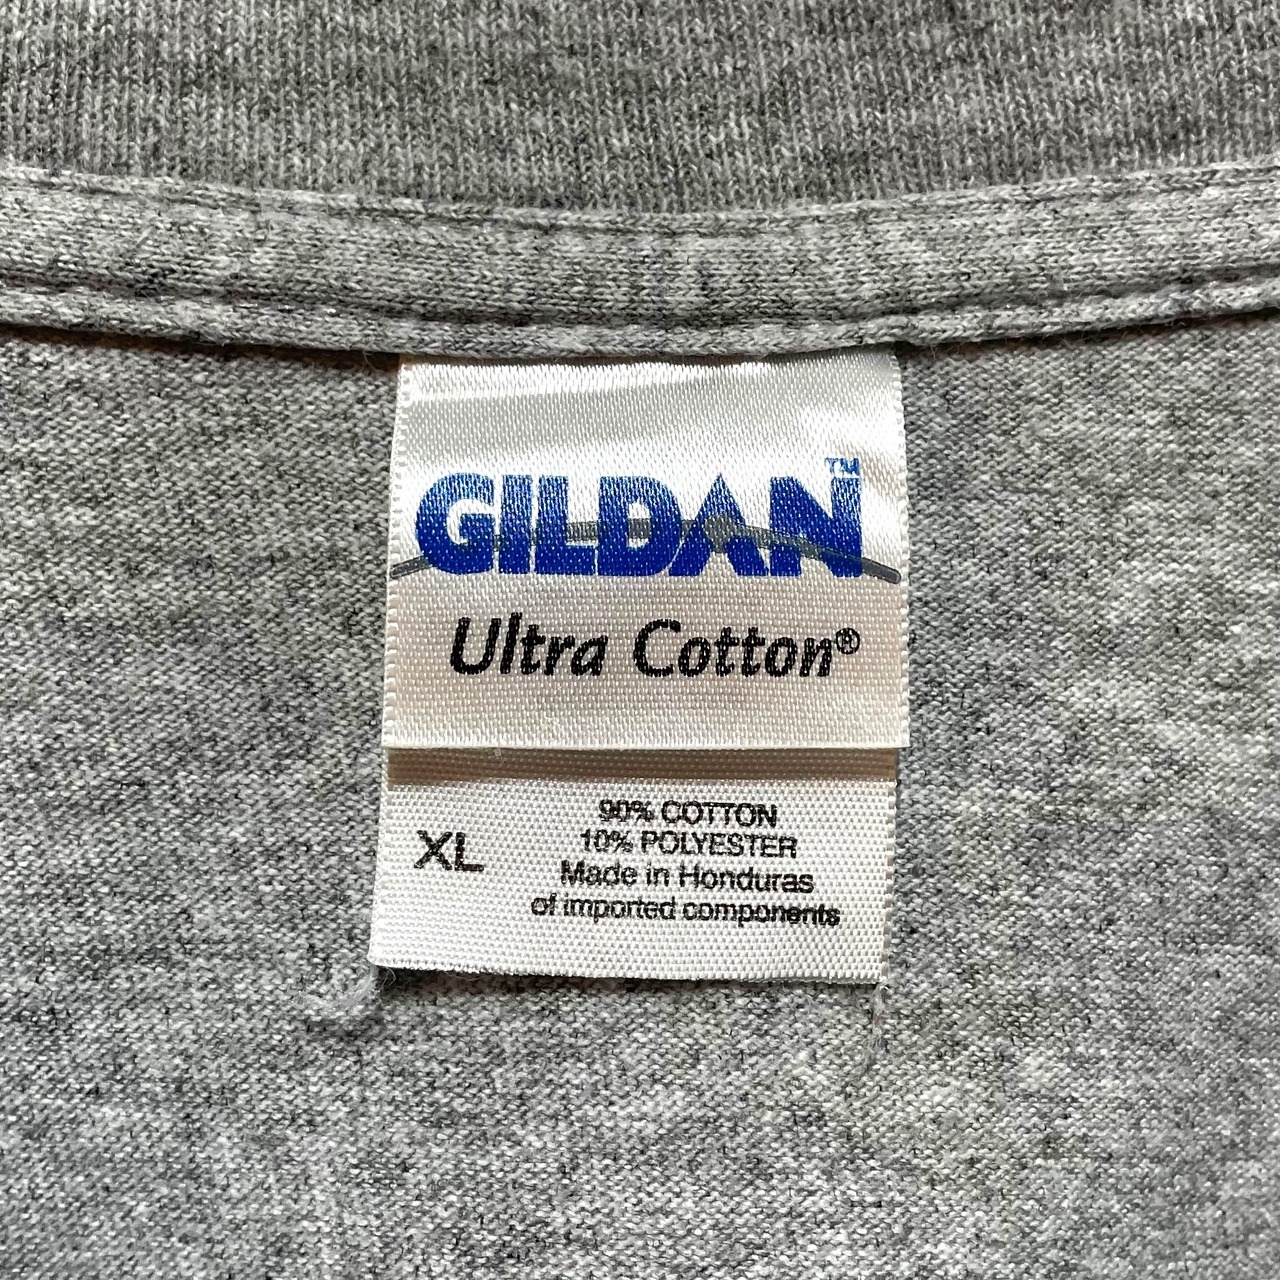 GILDAN™
Ultra Cotton®
XL
90% COTTON
10% POLYESTER
Made in Honduras
of imported components